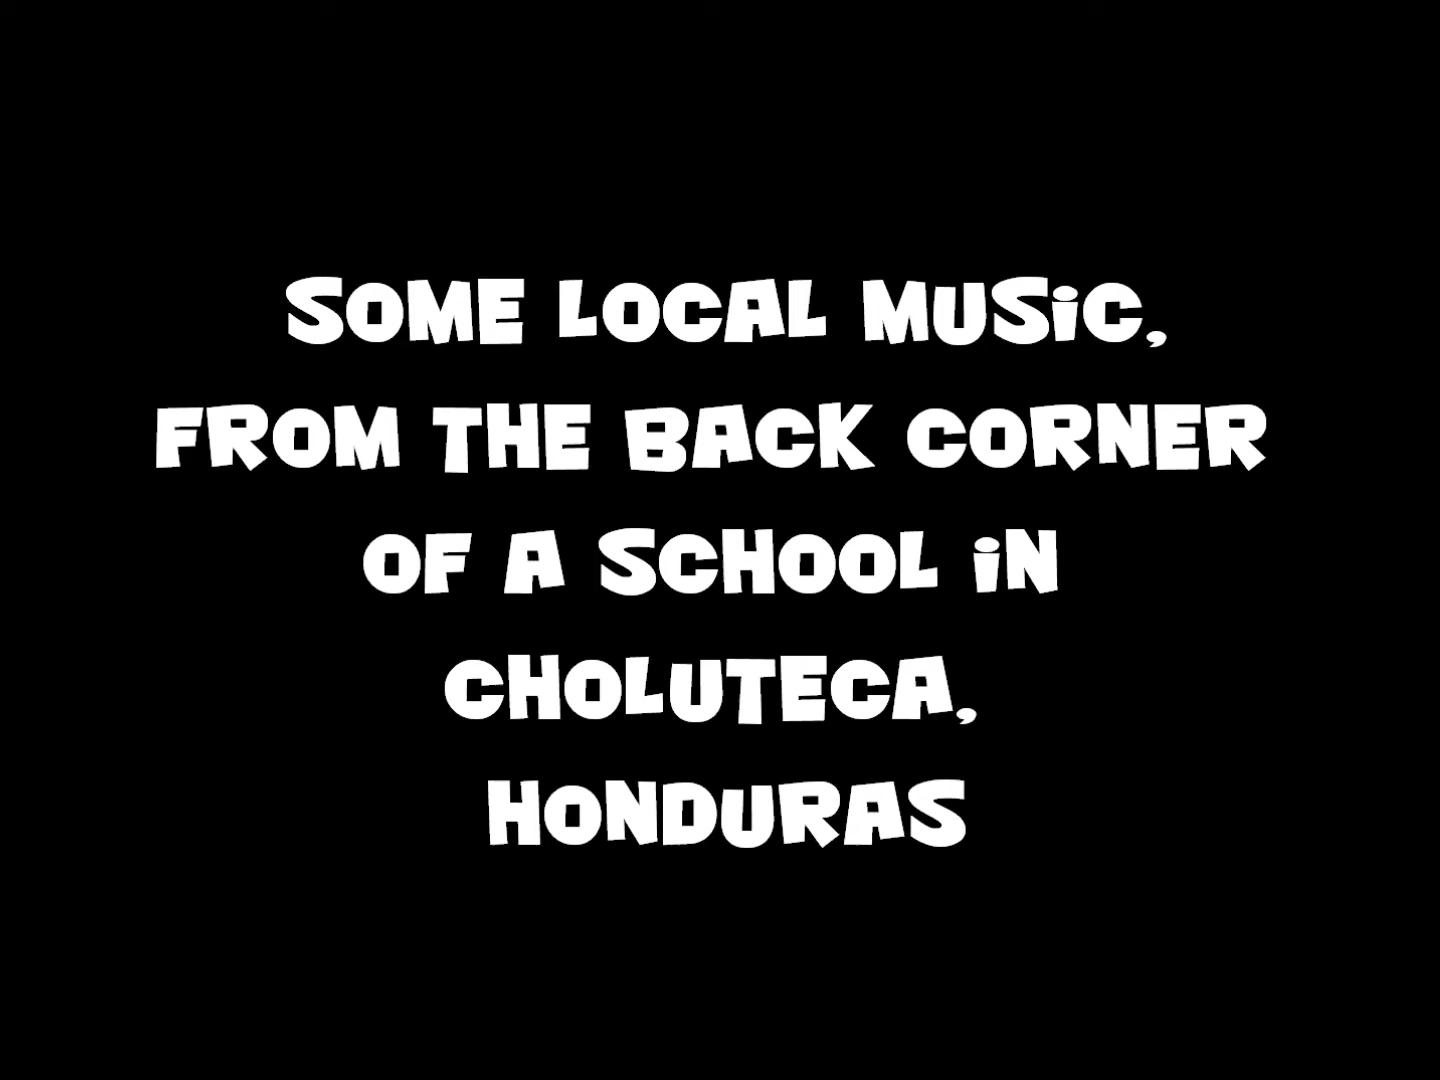 SOME LOCAL MUSiC,
FROM THE BACK CORNER
OF A SCHOOL iN
CHOLUTECA,
HONDURAS